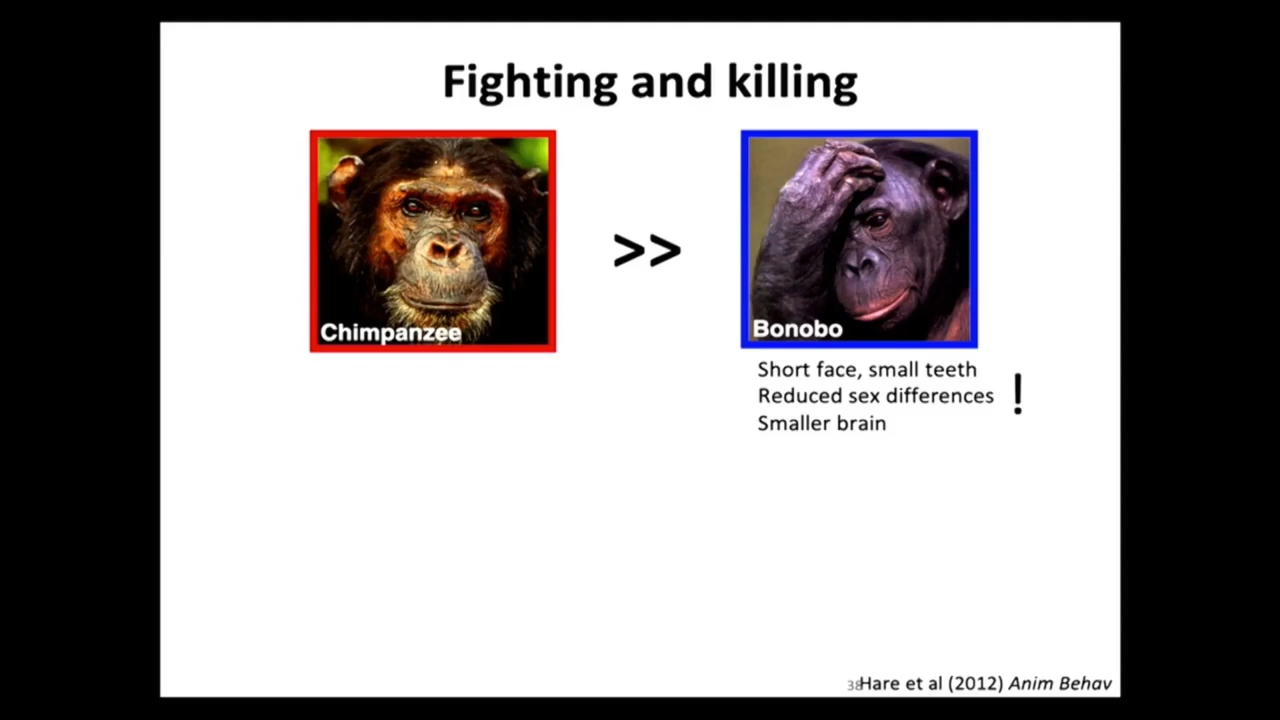 Fighting and killing
Chimpanzee
>>
Bonobo
Short face, small teeth
Reduced sex differences
!
Smaller brain
38
Hare et al (2012) Anim Behav